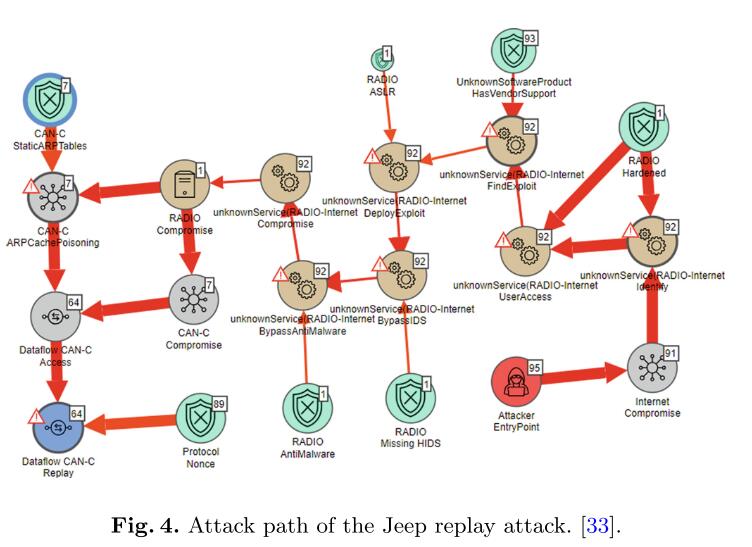 7
CAN-C
StaticARPTables
7
CAN-C
ARPCachePoisoning
64
Dataflow CAN-C
Access
64
Dataflow CAN-C
Replay
1
RADIO
Compromise
7
CAN-C
Compromise
89
Protocol
Nonce
92
unknownService(RADIO-Internet
Compromise
92
unknownService(RADIO-Internet
BypassAntiMalware
1
RADIO
AntiMalware
1
RADIO
ASLR
92
unknownService(RADIO-Internet
DeployExploit
92
unknownService(RADIO-Internet
BypassIDS
1
RADIO
Missing HIDS
93
UnknownSoftwareProduct
HasVendorSupport
92
unknownService(RADIO-Internet
FindExploit
92
unknownService(RADIO-Internet
UserAccess
95
Attacker
EntryPoint
1
RADIO
Hardened
92
unknownService(RADIO-Internet
Identify
91
Internet
Compromise
Fig. 4. Attack path of the Jeep replay attack. [33].